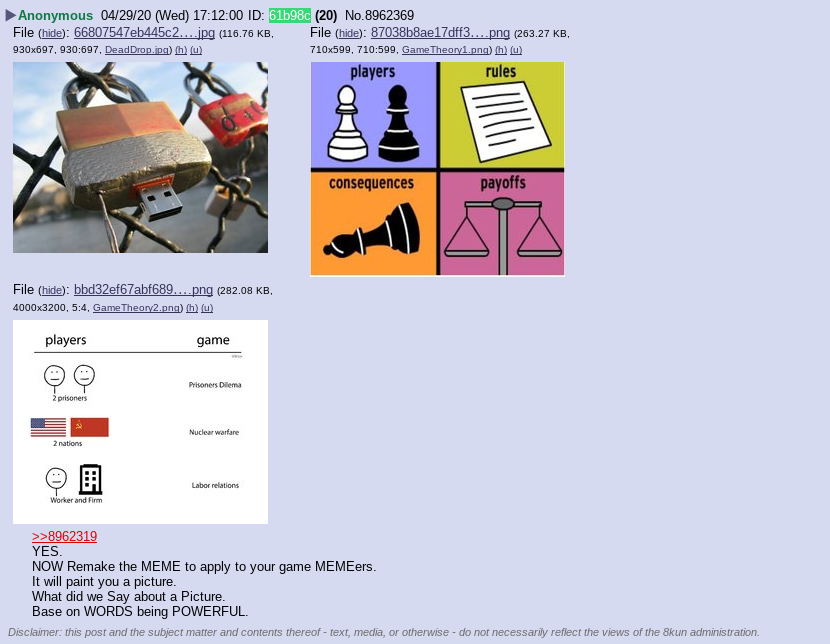 Anonymous 04/29/20 (Wed) 17:12:00 ID: 61b98c (20) No.8962369
File (hide): 66807547eb445c2….jpg (116.76 KB, 930x697, 930:697, DeadDrop.jpg) (h) (u)
File (hide): 87038b8ae17dff3….png (263.27 KB, 710x599, 710:599, GameTheory1.png) (h) (u)
players
rules
consequences
payoffs
File (hide): bbd32ef67abf689….png (282.08 KB, 4000x3200, 5:4, GameTheory2.png) (h) (u)
players game
2 prisoners Prisoners Dilema
2 nations Nuclear warfare
Worker and Firm Labor relations
>>8962319
YES.
NOW Remake the MEME to apply to your game MEMEers.
It will paint you a picture.
What did we Say about a Picture.
Base on WORDS being POWERFUL.
Disclaimer: this post and the subject matter and contents thereof - text, media, or otherwise - do not necessarily reflect the views of the 8kun administration.